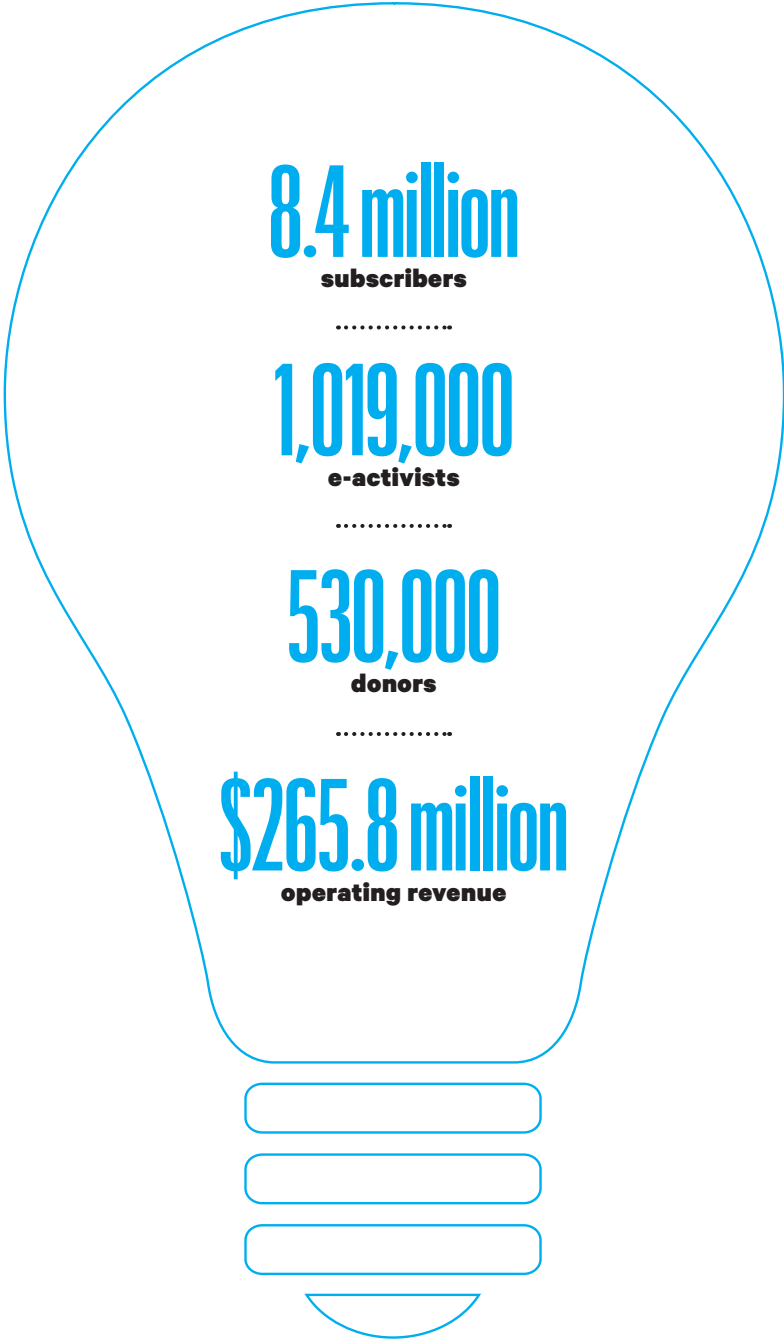 8.4 million
subscribers
1,019,000
e-activists
530,000
donors
$265.8 million
operating revenue